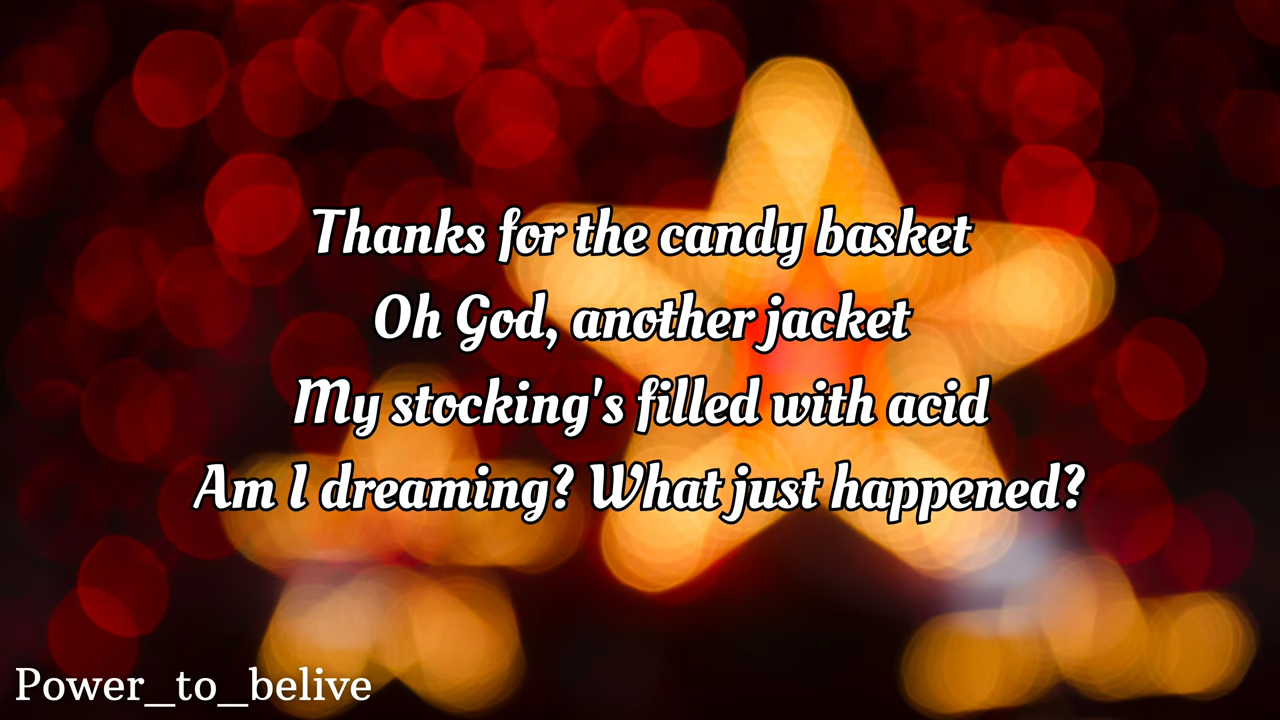 Thanks for the candy basket
Oh God, another jacket
My stocking's filled with acid
Am I dreaming? What just happened?
Power_to_belive